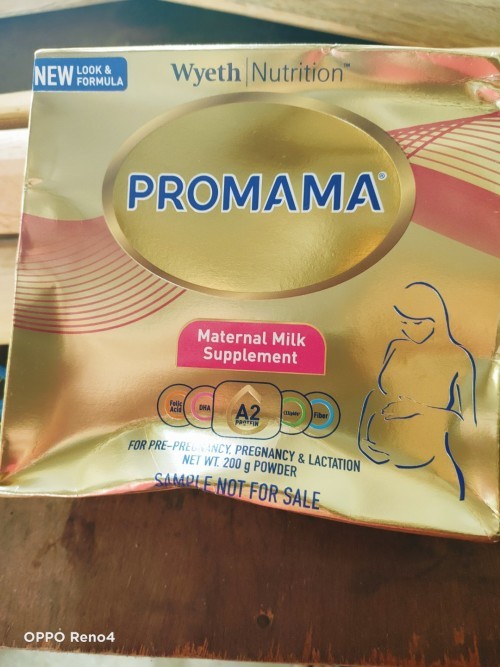 NEW LOOK & FORMULA
Wyeth | Nutrition™
PROMAMA®
Maternal Milk
Supplement
Folic Acid DHA A2 PROTEIN Fiber
FOR PRE-PREGNANCY, PREGNANCY & LACTATION
NET WT. 200 g POWDER
SAMPLE NOT FOR SALE
OPPO Reno4